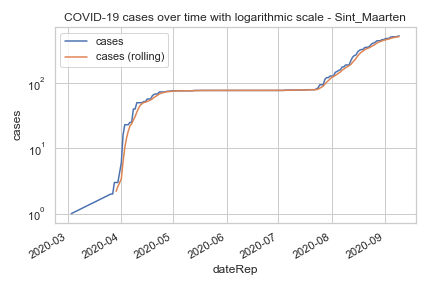 COVID-19 cases over time with logarithmic scale - Sint_Maarten
cases
cases (rolling)
10²
10¹
10⁰
cases
2020-03
2020-04
2020-05
2020-06
2020-07
2020-08
2020-09
dateRep